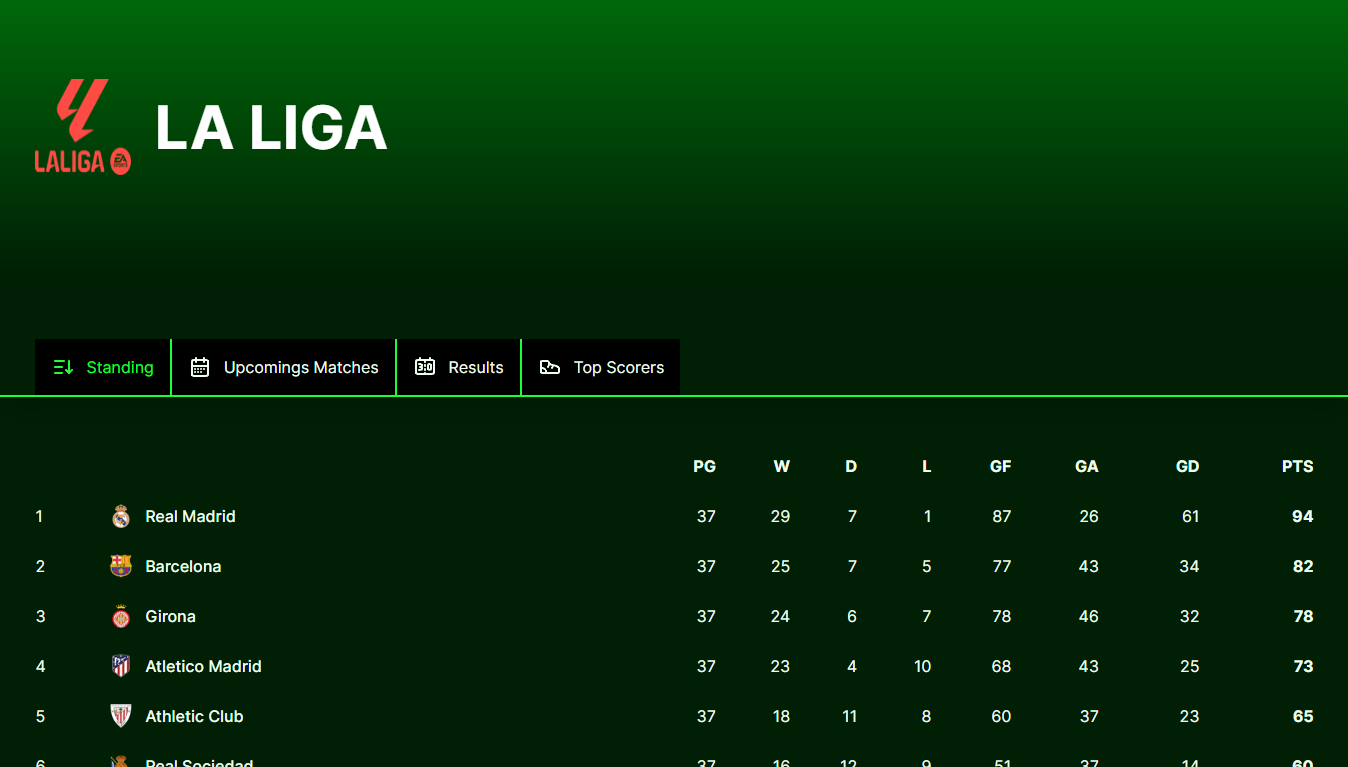 LALIGA EA SPORTS
LA LIGA
Standing Upcomings Matches 3:0 Results Top Scorers
PG W D L GF GA GD PTS
1 Real Madrid 37 29 7 1 87 26 61 94
2 Barcelona 37 25 7 5 77 43 34 82
3 Girona 37 24 6 7 78 46 32 78
4 Atletico Madrid 37 23 4 10 68 43 25 73
5 Athletic Club 37 18 11 8 60 37 23 65
6 Real Sociedad 37 16 12 9 51 37 14 60